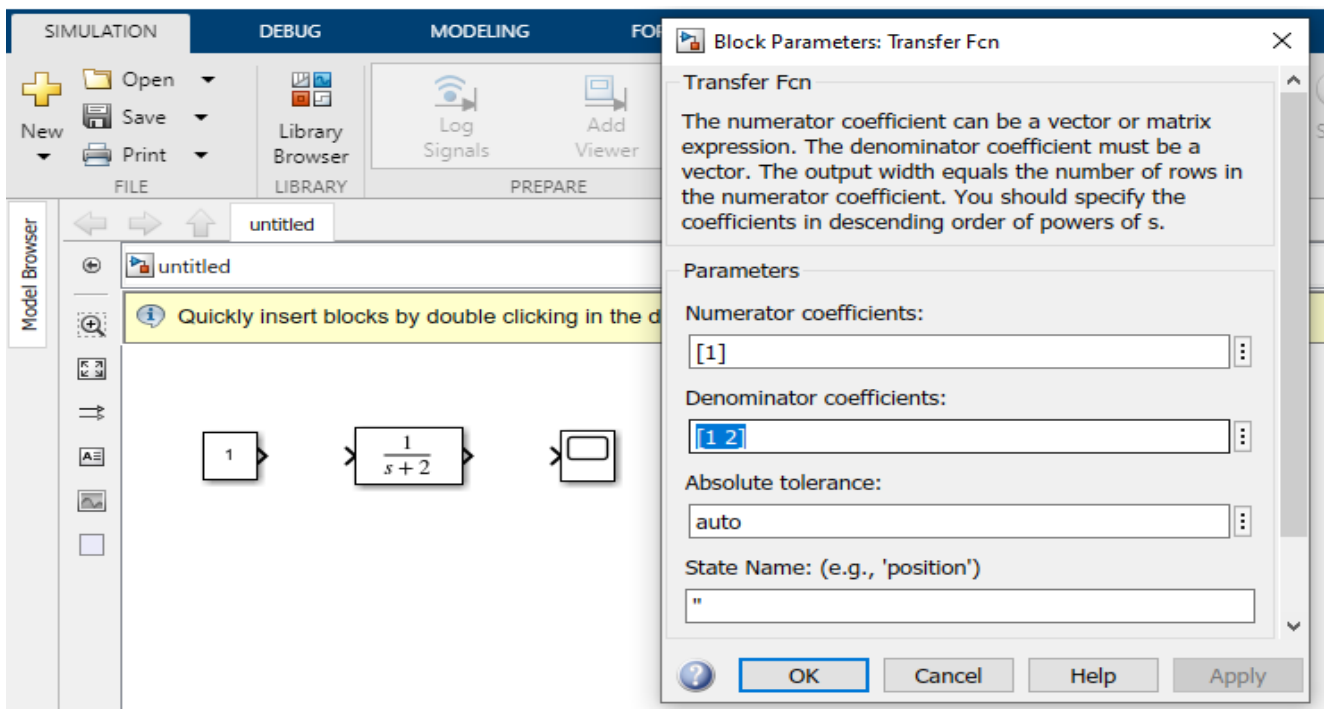 SIMULATION DEBUG MODELING FOR
New
Open
Save
Print
FILE
Library
Browser
LIBRARY
Log
Signals
Add
Viewer
PREPARE
Model Browser
untitled
untitled
Quickly insert blocks by double clicking in the d
1
1
s + 2
Block Parameters: Transfer Fcn
Transfer Fcn
The numerator coefficient can be a vector or matrix
expression. The denominator coefficient must be a
vector. The output width equals the number of rows in
the numerator coefficient. You should specify the
coefficients in descending order of powers of s.
Parameters
Numerator coefficients:
[1]
Denominator coefficients:
[1 2]
Absolute tolerance:
auto
State Name: (e.g., 'position')
''
OK Cancel Help Apply